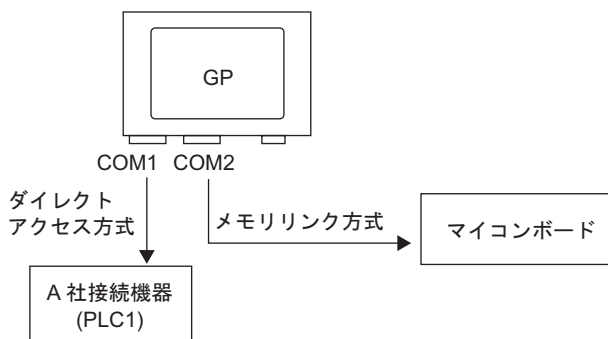 GP
COM1 COM2
ダイレクト
アクセス方式
メモリリンク方式
マイコンボード
A 社接続機器
(PLC1)